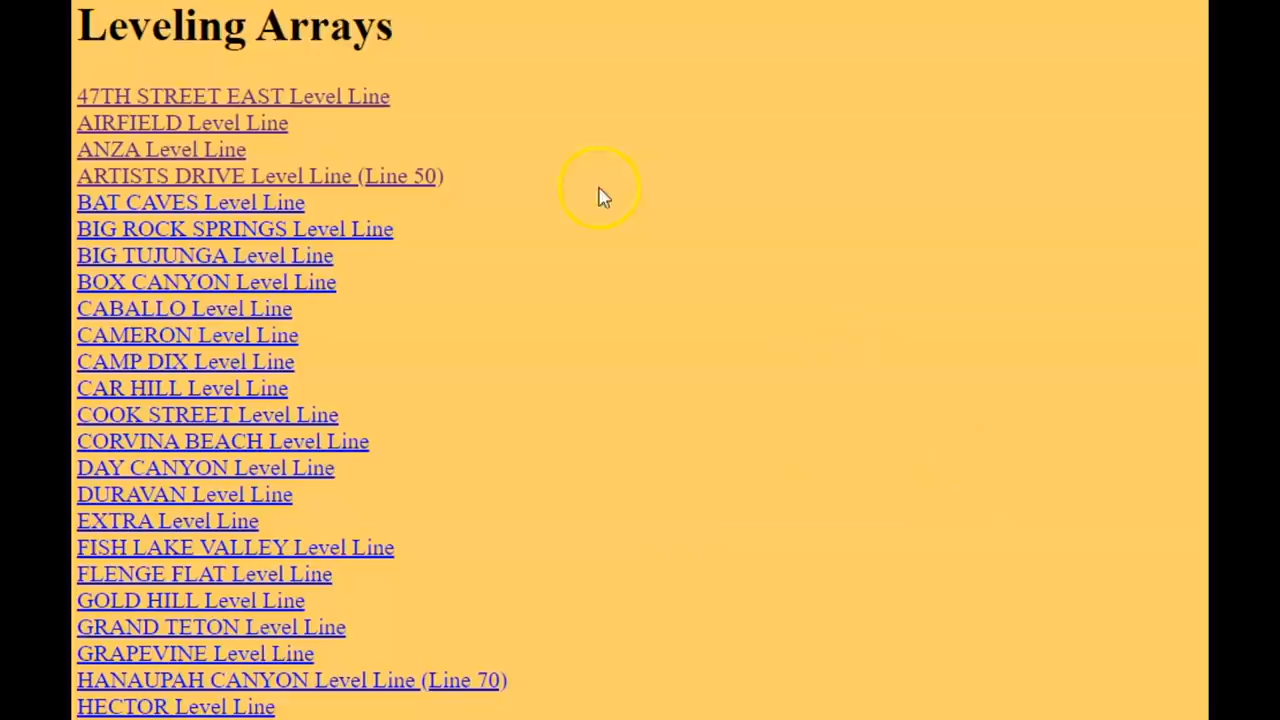 Leveling Arrays
47TH STREET EAST Level Line
AIRFIELD Level Line
ANZA Level Line
ARTISTS DRIVE Level Line (Line 50)
BAT CAVES Level Line
BIG ROCK SPRINGS Level Line
BIG TUJUNGA Level Line
BOX CANYON Level Line
CABALLO Level Line
CAMERON Level Line
CAMP DIX Level Line
CAR HILL Level Line
COOK STREET Level Line
CORVINA BEACH Level Line
DAY CANYON Level Line
DURAVAN Level Line
EXTRA Level Line
FISH LAKE VALLEY Level Line
FLENGE FLAT Level Line
GOLD HILL Level Line
GRAND TETON Level Line
GRAPEVINE Level Line
HANAUPAH CANYON Level Line (Line 70)
HECTOR Level Line